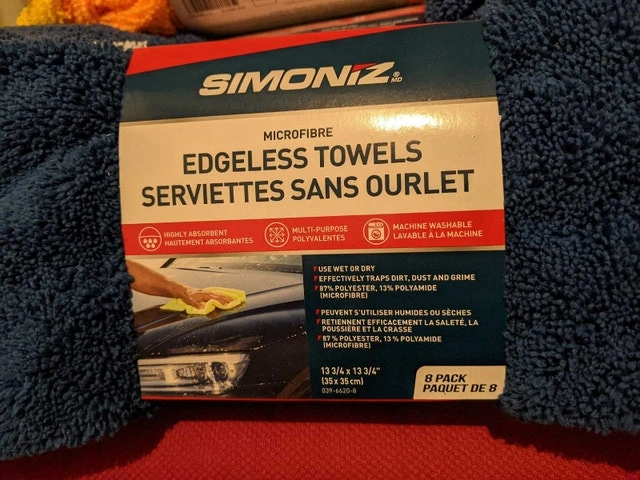 SIMONIZ®
MD
MICROFIBRE
EDGELESS TOWELS
SERVIETTES SANS OURLET
HIGHLY ABSORBENT
HAUTEMENT ABSORBANTES
MULTI-PURPOSE
POLYVALENTES
MACHINE WASHABLE
LAVABLE À LA MACHINE
USE WET OR DRY
EFFECTIVELY TRAPS DIRT, DUST AND GRIME
87% POLYESTER, 13% POLYAMIDE
(MICROFIBRE)
PEUVENT S'UTILISER HUMIDES OU SÈCHES
RETIENNENT EFFICACEMENT LA SALETÉ, LA
POUSSIÈRE ET LA CRASSE
87 % POLYESTER, 13 % POLYAMIDE
(MICROFIBRE)
13 3/4 x 13 3/4"
(35 x 35 cm)
039-6620-8
8 PACK
PAQUET DE 8